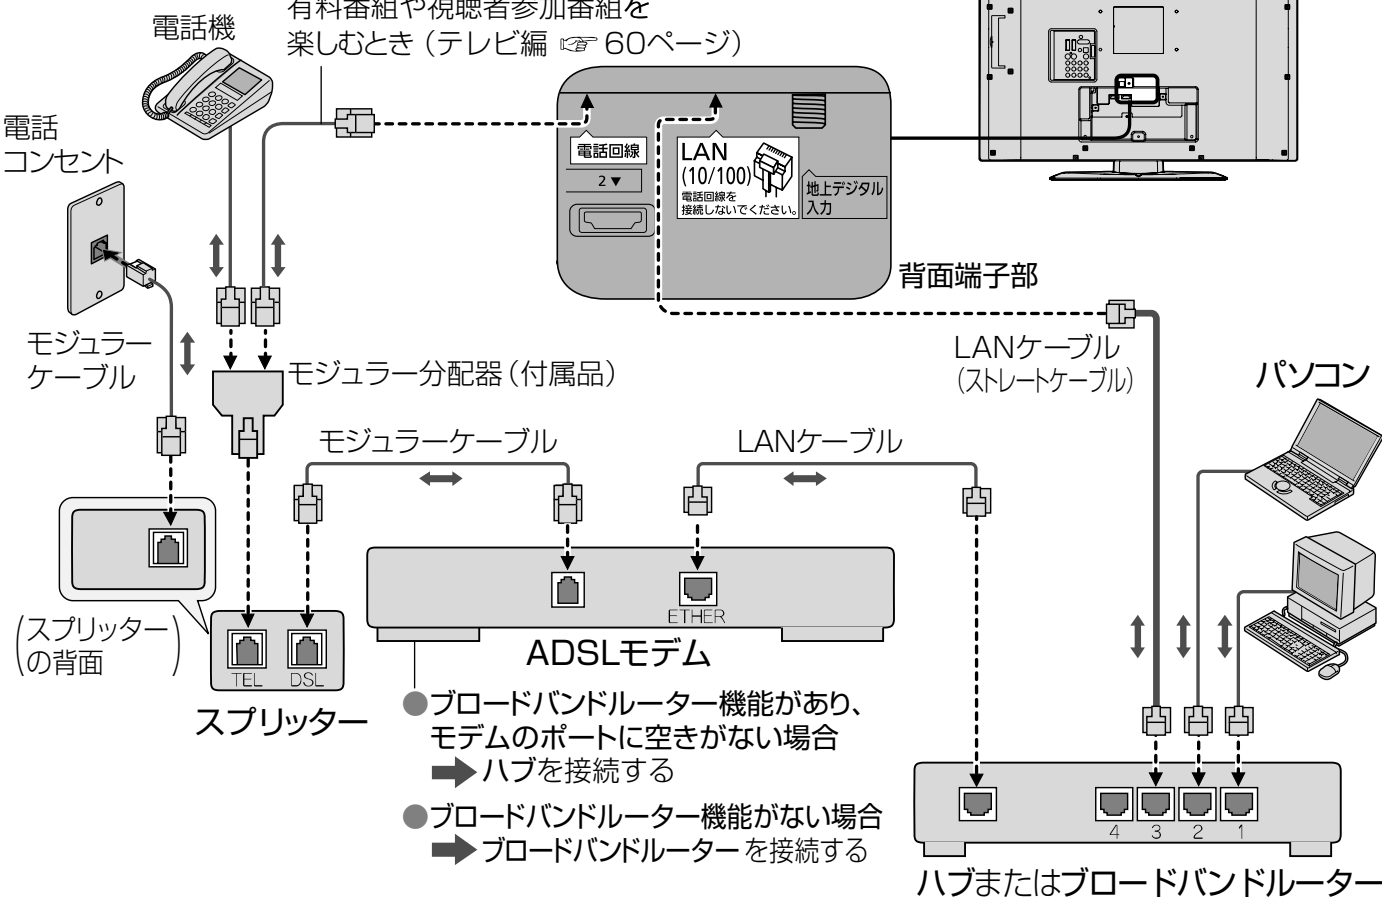 有料番組や視聴者参加番組を
楽しむとき（テレビ編 ☞ 60ページ）
電話機
電話
コンセント
電話回線
2▼
LAN
(10/100)
電話回線を
接続しないでください。
地上デジタル
入力
背面端子部
モジュラー
ケーブル
モジュラー分配器（付属品）
LANケーブル
（ストレートケーブル）
パソコン
モジュラーケーブル
LANケーブル
ETHER
ADSLモデム
（スプリッター
の背面）
TEL DSL
スプリッター
●ブロードバンドルーター機能があり、
モデムのポートに空きがない場合
➡ハブを接続する
●ブロードバンドルーター機能がない場合
➡ブロードバンドルーターを接続する
4 3 2 1
ハブまたはブロードバンドルーター